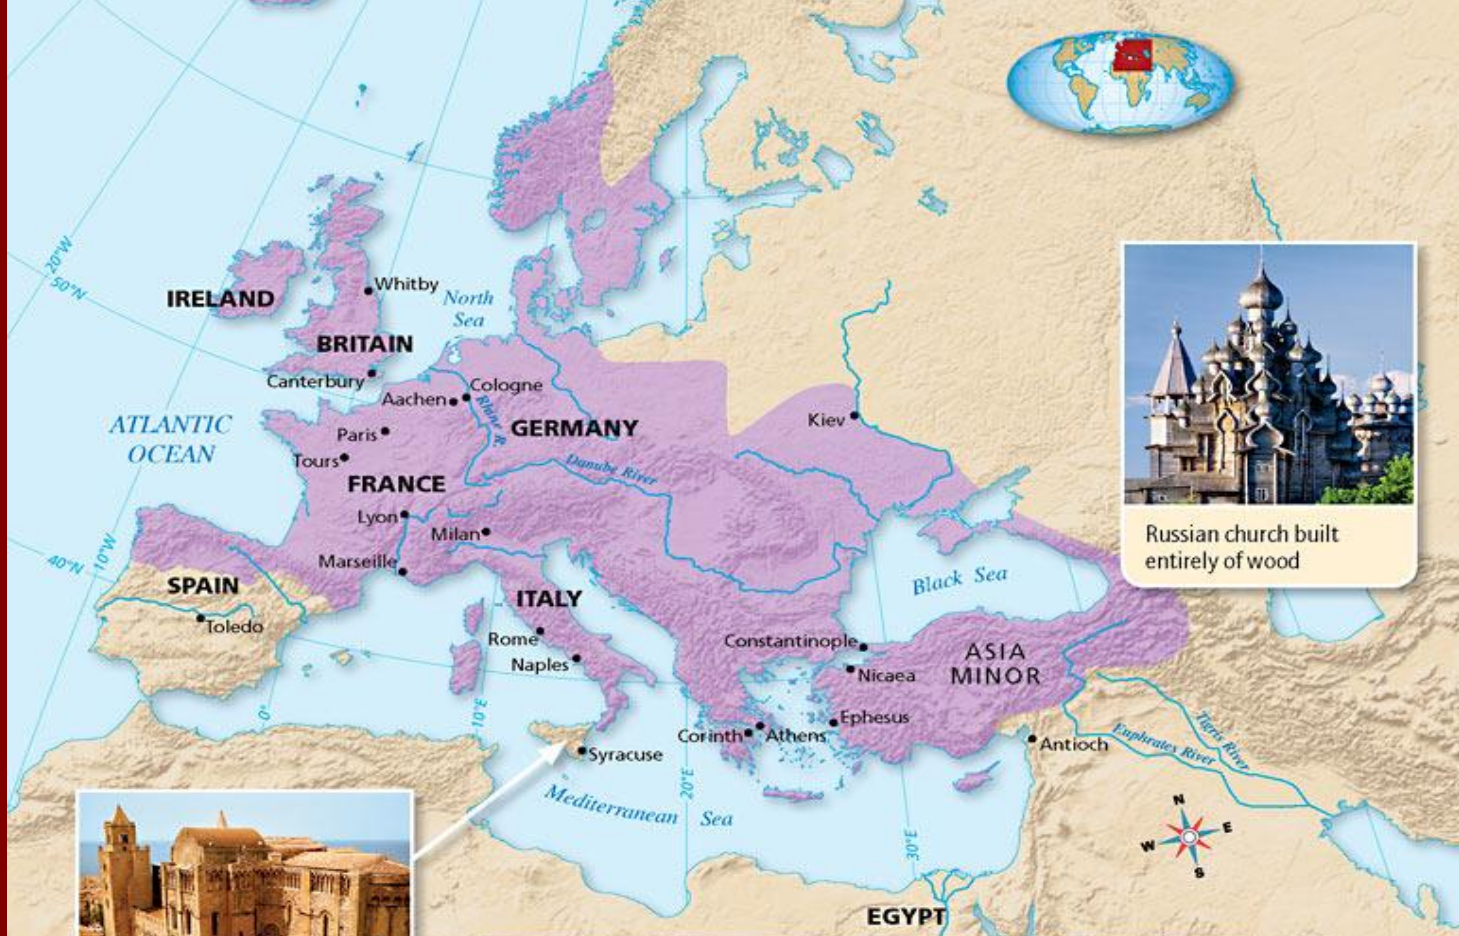 20°W
50°N
IRELAND
Whitby
North
Sea
BRITAIN
Canterbury
Cologne
Aachen
Rhine R.
ATLANTIC
OCEAN
Paris
GERMANY
Kiev
Tours
Danube River
FRANCE
Lyon
Milan
Russian church built
entirely of wood
40°N
10°W
Marseille
SPAIN
Black Sea
ITALY
Toledo
Rome
Constantinople
ASIA
MINOR
Naples
Nicaea
0°
10°E
Ephesus
Corinth
Athens
Antioch
Euphrates River
Tigris River
Syracuse
20°E
Mediterranean Sea
30°E
N
W
E
S
EGYPT